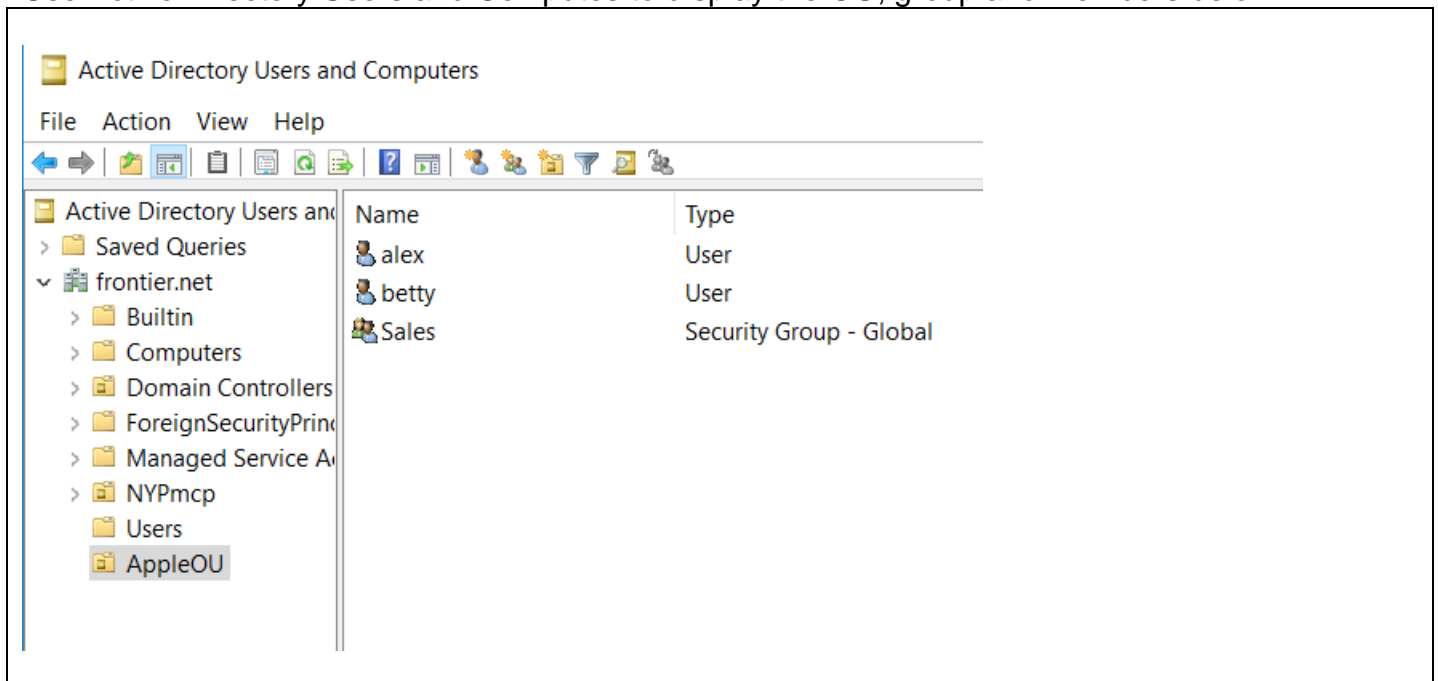 Active Directory Users and Computers
File Action View Help
Active Directory Users and
Name Type
Saved Queries
alex User
frontier.net
betty User
Builtin
Sales Security Group - Global
Computers
Domain Controllers
ForeignSecurityPrinc
Managed Service A
NYPmcp
Users
AppleOU